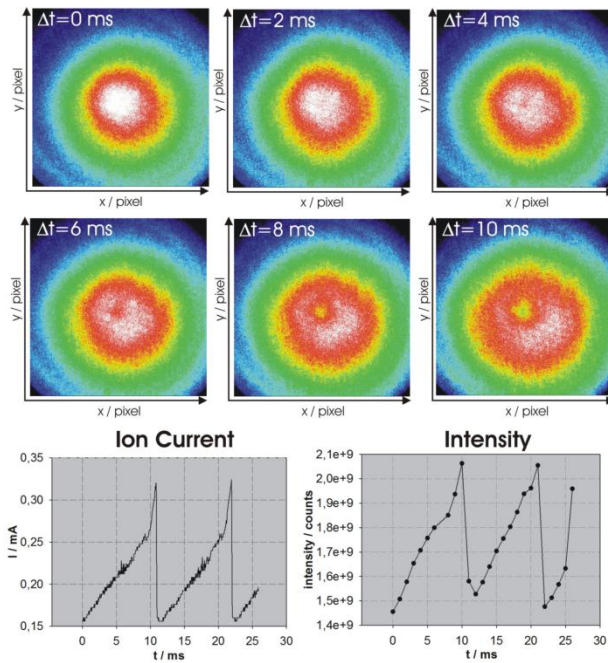 Δt=0 ms
Δt=2 ms
Δt=4 ms
y / pixel
y / pixel
y / pixel
x / pixel
x / pixel
x / pixel
Δt=6 ms
Δt=8 ms
Δt=10 ms
y / pixel
y / pixel
y / pixel
x / pixel
x / pixel
x / pixel
Ion Current
0,35
0,30
0,25
0,20
0,15
I / mA
0 5 10 15 20 25 30
t / ms
Intensity
2,1e+9
2,0e+9
1,9e+9
1,8e+9
1,7e+9
1,6e+9
1,5e+9
1,4e+9
intensity / counts
0 5 10 15 20 25 30
t / ms